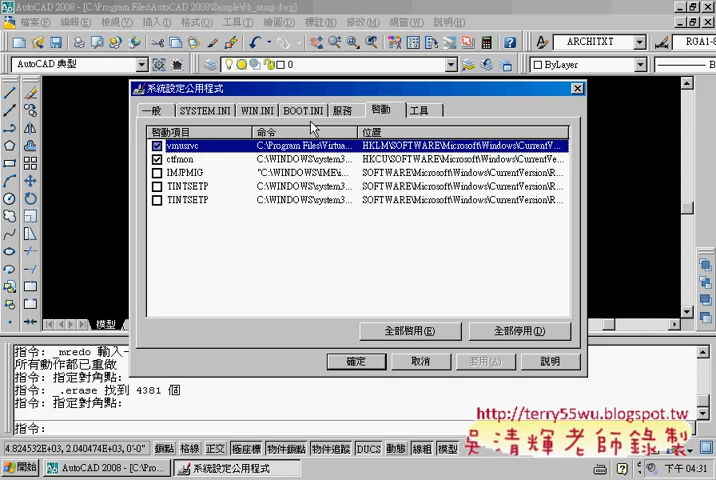 AutoCAD 2008 - [C:\Program Files\AutoCAD 2008\Sample\lb_samp.dwg]
檔案(F) 編輯(E) 檢視(V) 插入(I) 格式(O) 工具(T) 繪圖(D) 標註(N) 修改(M) 視窗(W) 說明(H)
ARCHITXT RGA1-8
AutoCAD 典型 0 ByLayer
系統設定公用程式
一般 SYSTEM.INI WIN.INI BOOT.INI 服務 啟動 工具
啟動項目 命令 位置
vmusrvc C:\Program Files\Virtua... HKLM\SOFTWARE\Microsoft\Windows\CurrentV...
ctfmon C:\WINDOWS\system3... HKCU\SOFTWARE\Microsoft\Windows\CurrentVe...
IMJPMIG "C:\WINDOWS\IME\i... SOFTWARE\Microsoft\Windows\CurrentVersion\R...
TINTSETP C:\WINDOWS\system3... SOFTWARE\Microsoft\Windows\CurrentVersion\R...
TINTSETP C:\WINDOWS\system3... SOFTWARE\Microsoft\Windows\CurrentVersion\R...
全部啟用(E) 全部停用(D)
模型
確定 取消 套用(A) 說明
指令: _mredo 輸入
所有動作都已重做
指令: 指定對角點:
指令: _.erase 找到 4381 個
指令: 指定對角點:
指令:
http://terry55wu.blogspot.tw
吳清輝老師錄製
4.824532E+03, 2.040474E+03, 0'-0" 鎖點 格線 正交 極座標 物件鎖點 物件追蹤 DUCS 動態 線粗 模型
開始 AutoCAD 2008 - [C:\Pro... 系統設定公用程式 下午 04:31